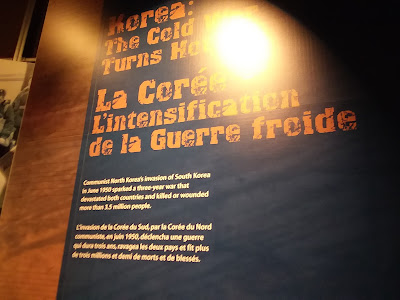 Korea:
The Cold War
Turns Hot
La Corée
L'intensification
de la Guerre froide
Communist North Korea's invasion of South Korea
in June 1950 sparked a three-year war that
devastated both countries and killed or wounded
more than 3.5 million people.
L'invasion de la Corée du Sud, par la Corée du Nord
communiste, en juin 1950, déclencha une guerre
qui dura trois ans, ravagea les deux pays et fit plus
de trois millions et demi de morts et de blessés.